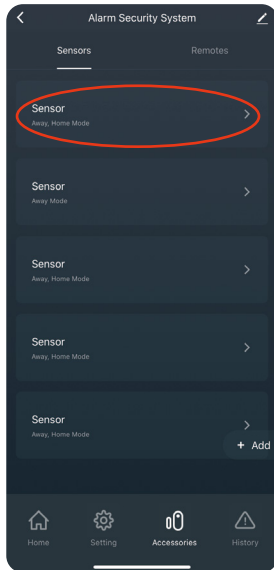 Alarm Security System
Sensors Remotes
Sensor
Away, Home Mode
Sensor
Away Mode
Sensor
Away, Home Mode
Sensor
Away, Home Mode
Sensor
Away, Home Mode
+ Add
Home Setting Accessories History